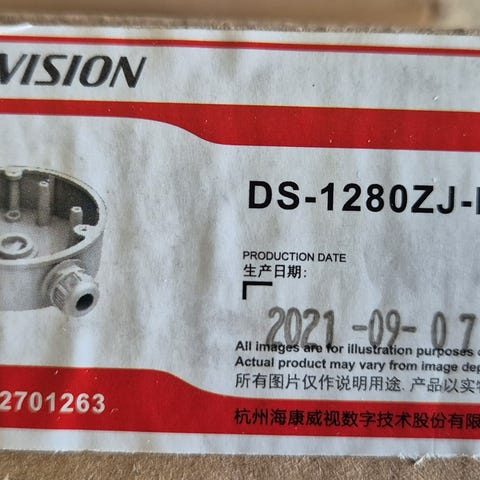 VISION
DS-1280ZJ-
PRODUCTION DATE
生产日期:
2021-09-07
All images are for illustration purposes
Actual product may vary from image dep
所有图片仅作说明用途,产品以实
2701263
杭州海康威视数字技术股份有限